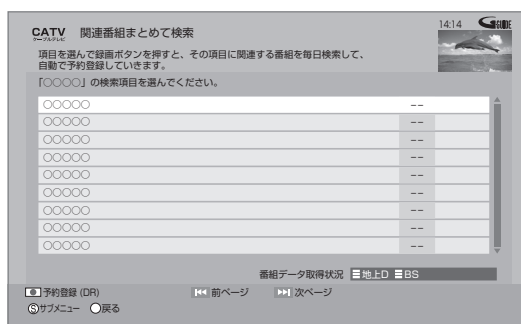 CATV 関連番組まとめて検索
ケーブルテレビ
14:14 G GUIDE
項目を選んで録画ボタンを押すと、その項目に関連する番組を毎日検索して、
自動で予約登録していきます。
「○○○○」の検索項目を選んでください。
○○○○○ --
○○○○○ --
○○○○○ --
○○○○○ --
○○○○○ --
○○○○○ --
○○○○○ --
○○○○○ --
○○○○○ --
番組データ取得状況 地上D BS
予約登録 (DR) 前ページ 次ページ
Ⓢサブメニュー 戻る